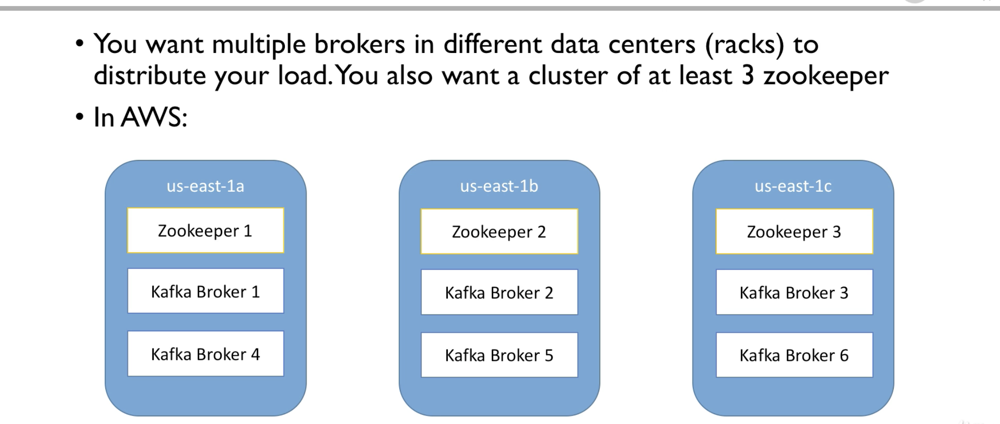 • You want multiple brokers in different data centers (racks) to
distribute your load. You also want a cluster of at least 3 zookeeper
• In AWS:
us-east-1a
Zookeeper 1
Kafka Broker 1
Kafka Broker 4
us-east-1b
Zookeeper 2
Kafka Broker 2
Kafka Broker 5
us-east-1c
Zookeeper 3
Kafka Broker 3
Kafka Broker 6